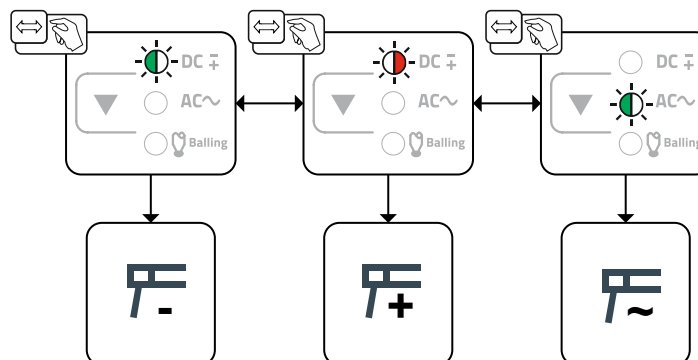 DC ∓
AC~
Balling
DC ∓
AC~
Balling
DC ∓
AC~
Balling
-
+
~